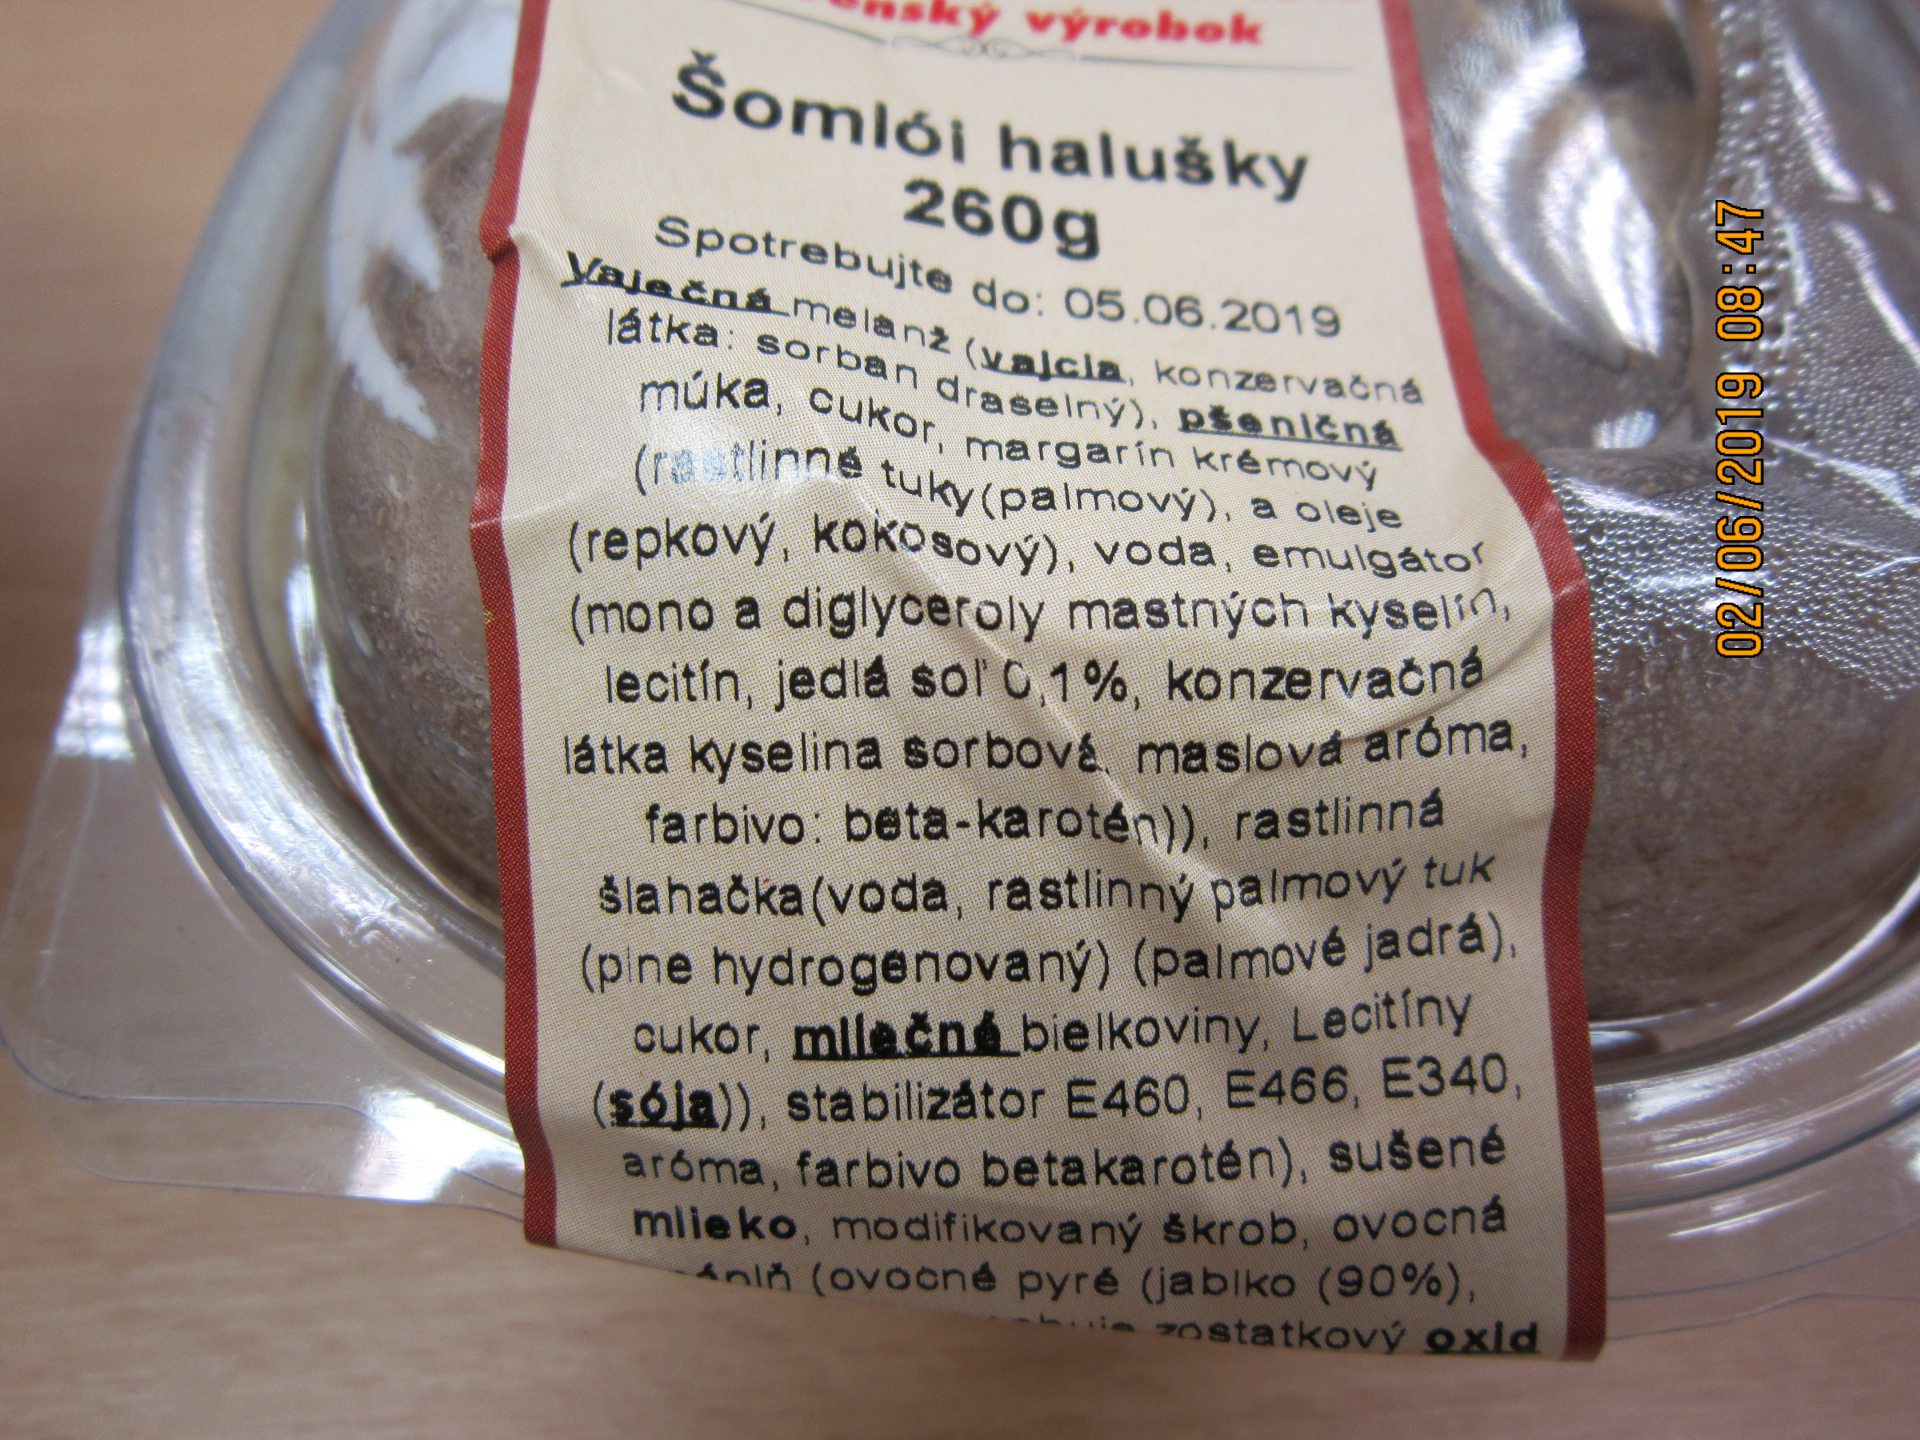 výrobok
Šomlói halušky
260g
Spotrebujte do: 05.06.2019
Vaječná melanž (vajcia, konzervačná
látka: sorban draselný), pšeničná
múka, cukor, margarín krémový
(rastlinné tuky(palmový), a oleje
(repkový, kokosový), voda, emulgátor
(mono a diglyceroly mastných kyselín,
lecitín, jedlá soľ 0,1%, konzervačná
látka kyselina sorbová, maslová aróma,
farbivo: beta-karotén)), rastlinná
šlahačka(voda, rastlinný palmový tuk
(plne hydrogenovaný) (palmové jadrá),
cukor, mliečné bielkoviny, Lecitíny
(sója)), stabilizátor E460, E466, E340,
aróma, farbivo betakarotén), sušené
mlieko, modifikovaný škrob, ovocná
(ovocné pyré (jablko (90%),
zostatkový oxid
02/06/2019 08:47